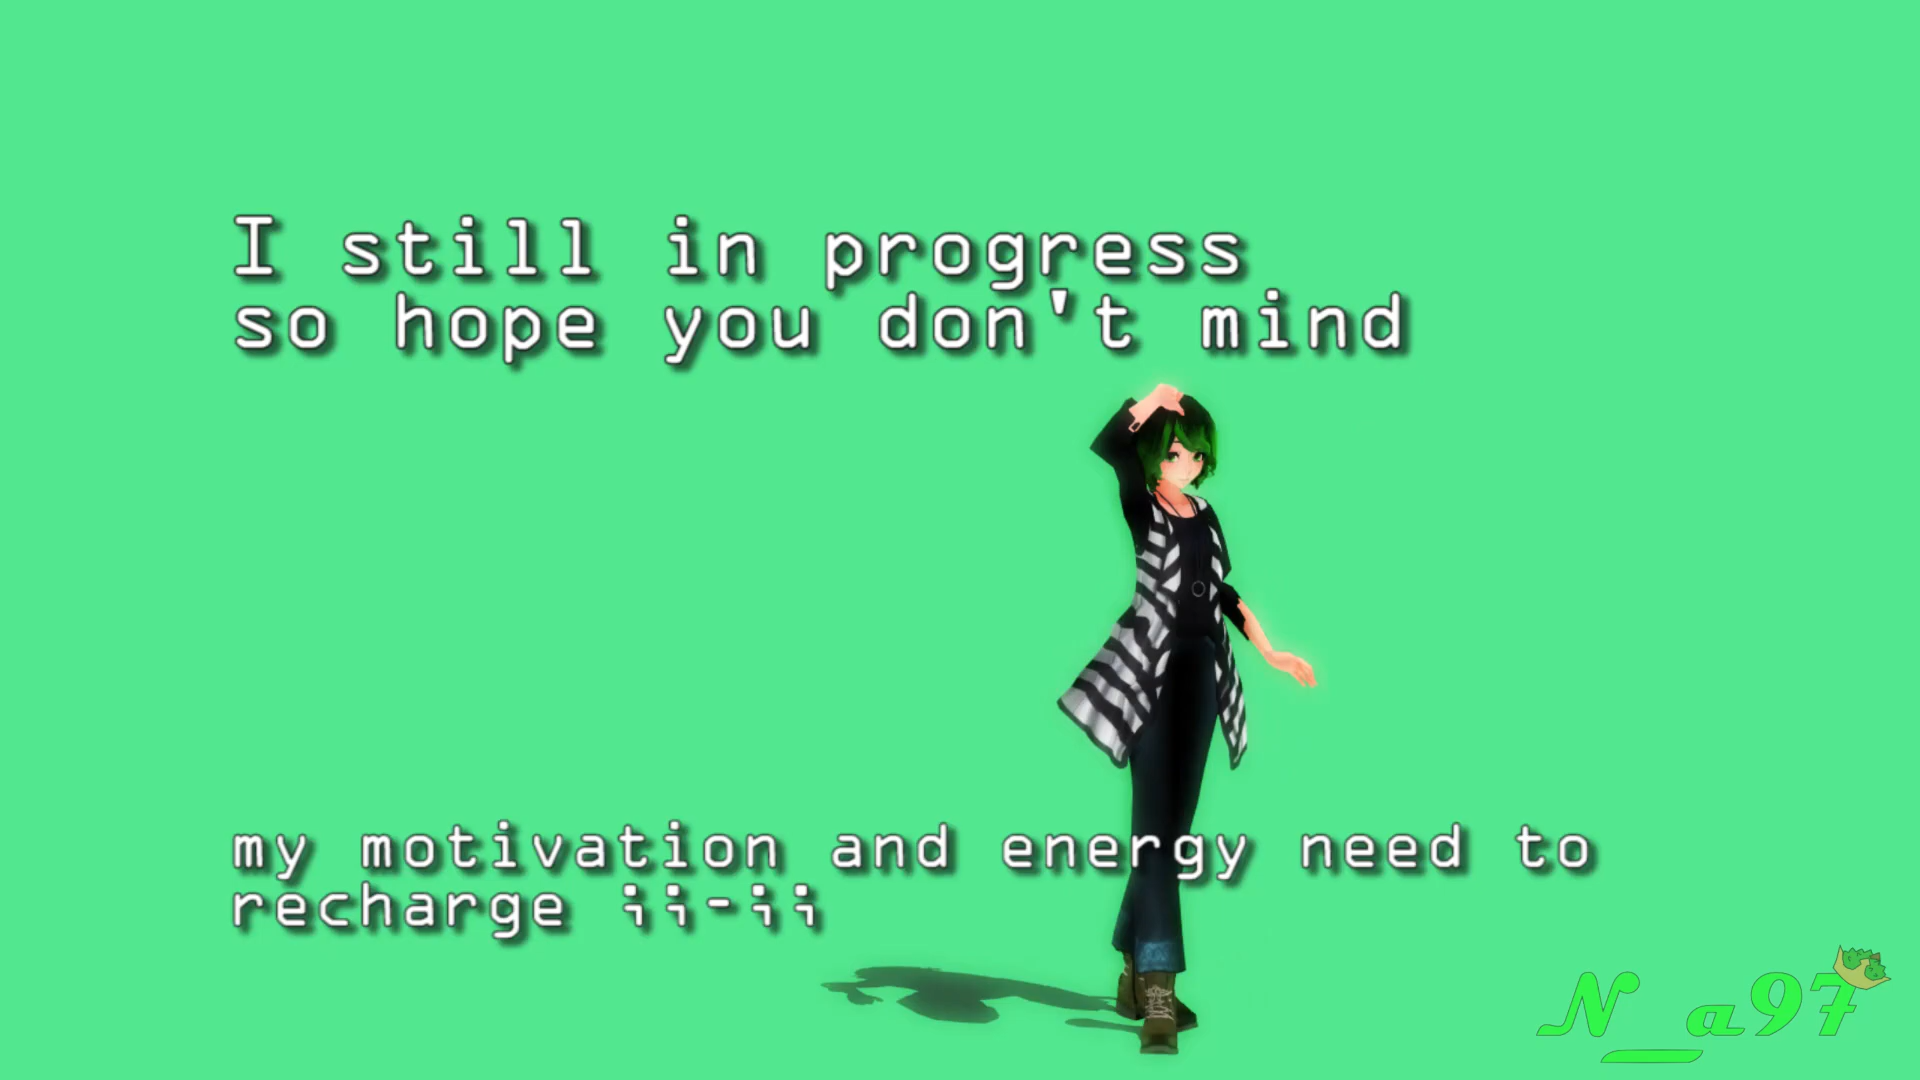 I still in progress
so hope you don't mind
my motivation and energy need to
recharge ;;-;;
N_a97